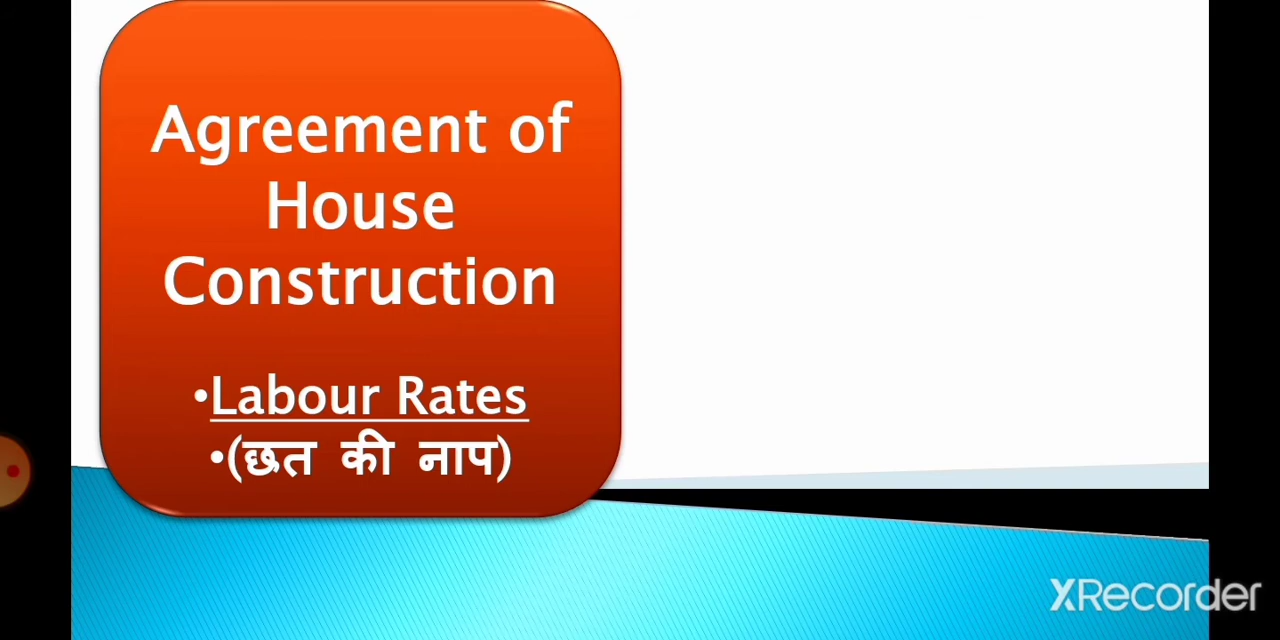 Agreement of
House
Construction
•Labour Rates
•(छत की नाप)
XRecorder